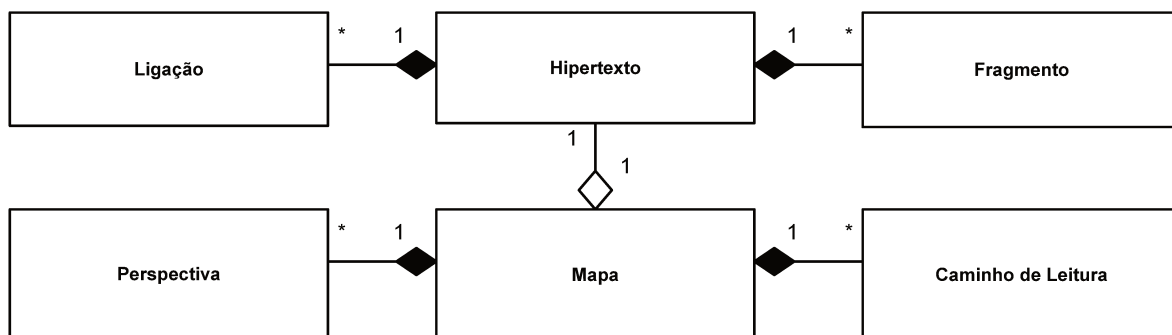 * 1 1 *
Ligação Hipertexto Fragmento
1
1
* 1 1 *
Perspectiva Mapa Caminho de Leitura